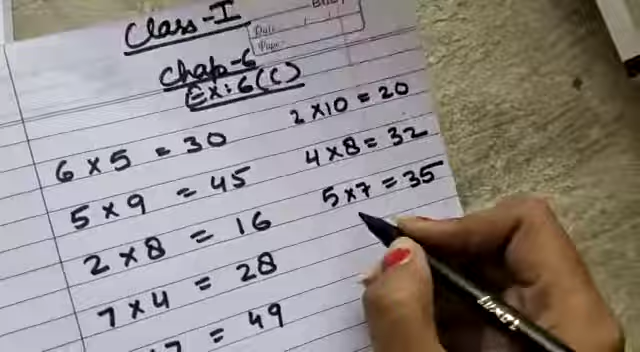 Class-I
Date
Page
Chap-6
Ex:6(C)
6 × 5 = 30
5 × 9 = 45
2 × 8 = 16
7 × 4 = 28
7 = 49
2 × 10 = 20
4 × 8 = 32
5 × 7 = 35